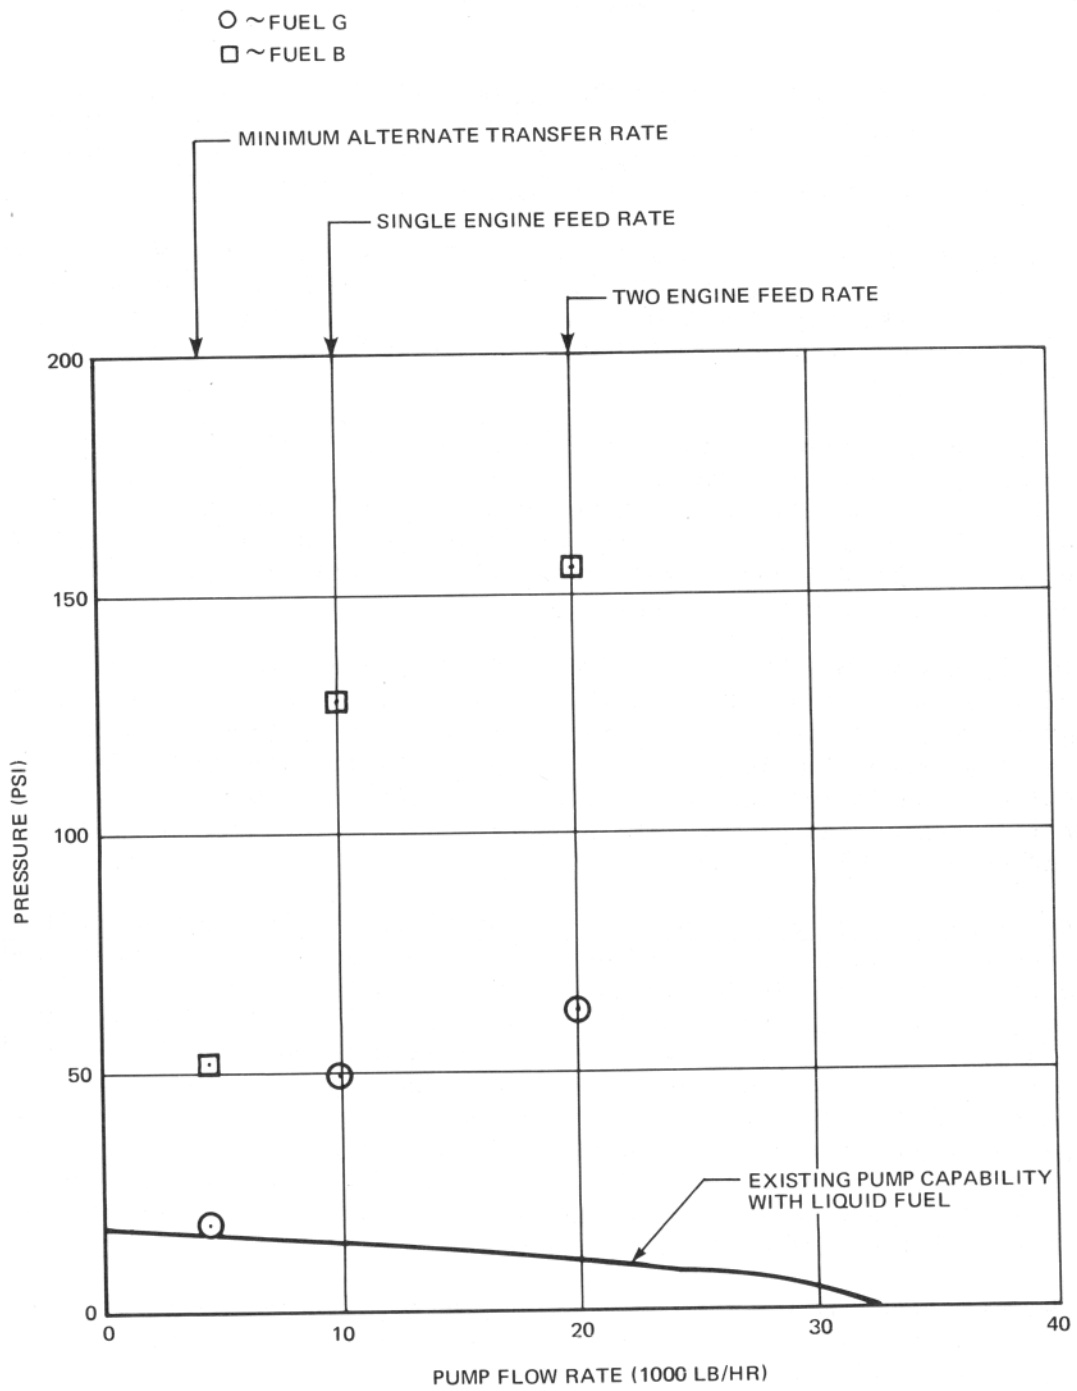 ~FUEL G
~FUEL B
MINIMUM ALTERNATE TRANSFER RATE
SINGLE ENGINE FEED RATE
TWO ENGINE FEED RATE
200
150
100
50
0
PRESSURE (PSI)
EXISTING PUMP CAPABILITY
WITH LIQUID FUEL
0 10 20 30 40
PUMP FLOW RATE (1000 LB/HR)